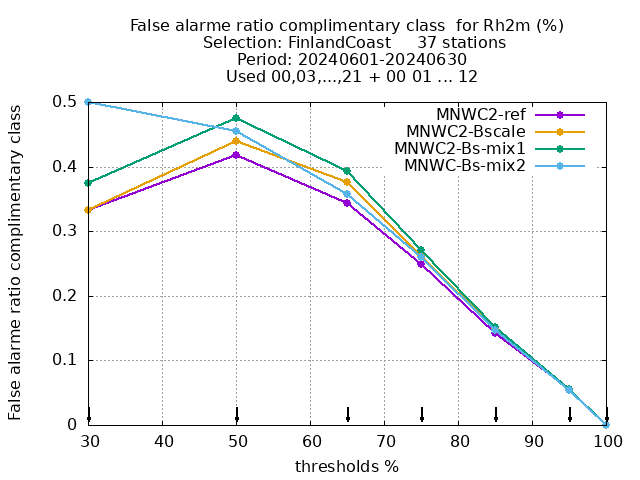 False alarme ratio complimentary class  for Rh2m (%)
Selection: FinlandCoast     37 stations
Period: 20240601-20240630
Used 00,03,...,21 + 00 01 ... 12
False alarme ratio complimentary class
0.5
0.4
0.3
0.2
0.1
0
MNWC2-ref
MNWC2-Bscale
MNWC2-Bs-mix1
MNWC-Bs-mix2
30 40 50 60 70 80 90 100
thresholds %